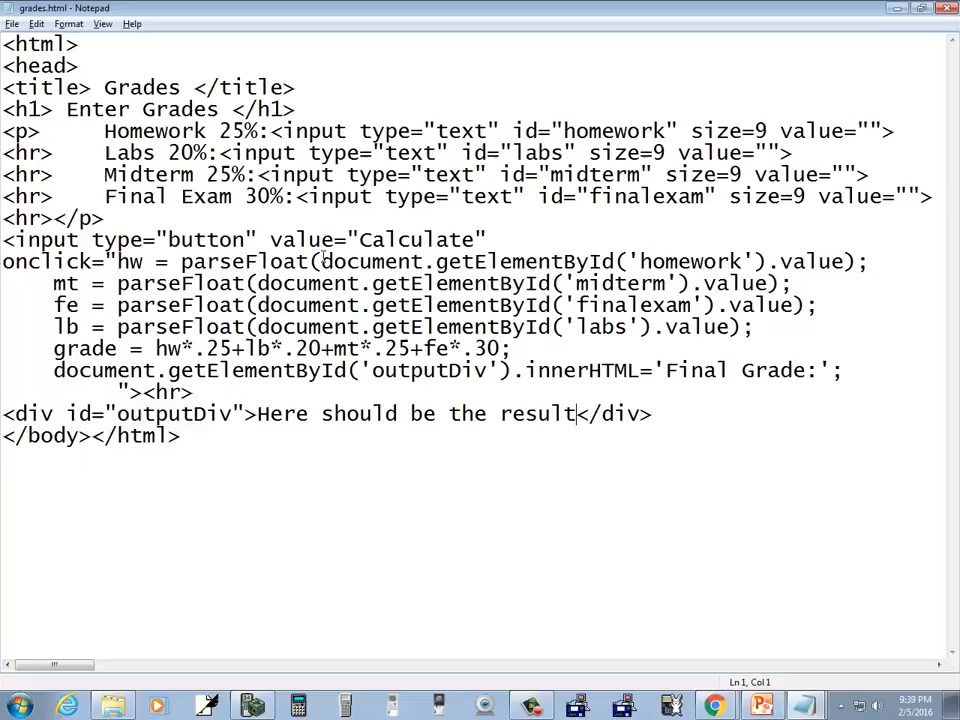 grades.html - Notepad
File Edit Format View Help
<html>
<head>
<title> Grades </title>
<h1> Enter Grades </h1>
<p>     Homework 25%:<input type="text" id="homework" size=9 value="">
<hr>    Labs 20%:<input type="text" id="labs" size=9 value="">
<hr>    Midterm 25%:<input type="text" id="midterm" size=9 value="">
<hr>    Final Exam 30%:<input type="text" id="finalexam" size=9 value="">
<hr></p>
<input type="button" value="Calculate"
onclick="hw = parseFloat(document.getElementById('homework').value);
    mt = parseFloat(document.getElementById('midterm').value);
    fe = parseFloat(document.getElementById('finalexam').value);
    lb = parseFloat(document.getElementById('labs').value);
    grade = hw*.25+lb*.20+mt*.25+fe*.30;
    document.getElementById('outputDiv').innerHTML='Final Grade:';
         "><hr>
<div id="outputDiv">Here should be the result</div>
</body></html>
Ln 1, Col 1
9:39 PM
2/5/2016